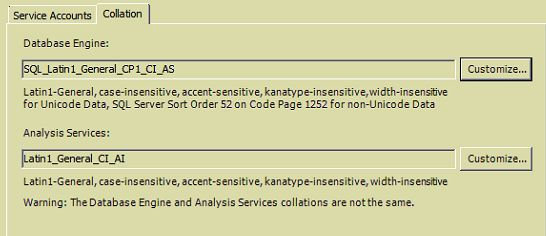 Service Accounts Collation
Database Engine:
SQL_Latin1_General_CP1_CI_AS Customize...
Latin1-General, case-insensitive, accent-sensitive, kanatype-insensitive, width-insensitive
for Unicode Data, SQL Server Sort Order 52 on Code Page 1252 for non-Unicode Data
Analysis Services:
Latin1_General_CI_AI Customize...
Latin1-General, case-insensitive, accent-sensitive, kanatype-insensitive, width-insensitive
Warning: The Database Engine and Analysis Services collations are not the same.